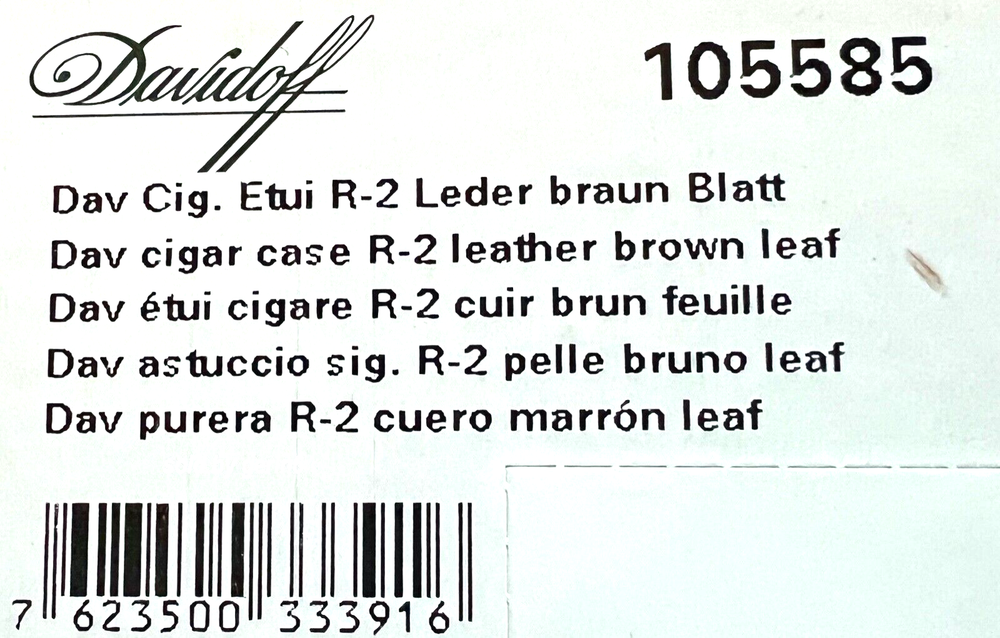 Davidoff
105585
Dav Cig. Etui R-2 Leder braun Blatt
Dav cigar case R-2 leather brown leaf
Dav étui cigare R-2 cuir brun feuille
Dav astuccio sig. R-2 pelle bruno leaf
Dav purera R-2 cuero marrón leaf
7 623500 333916